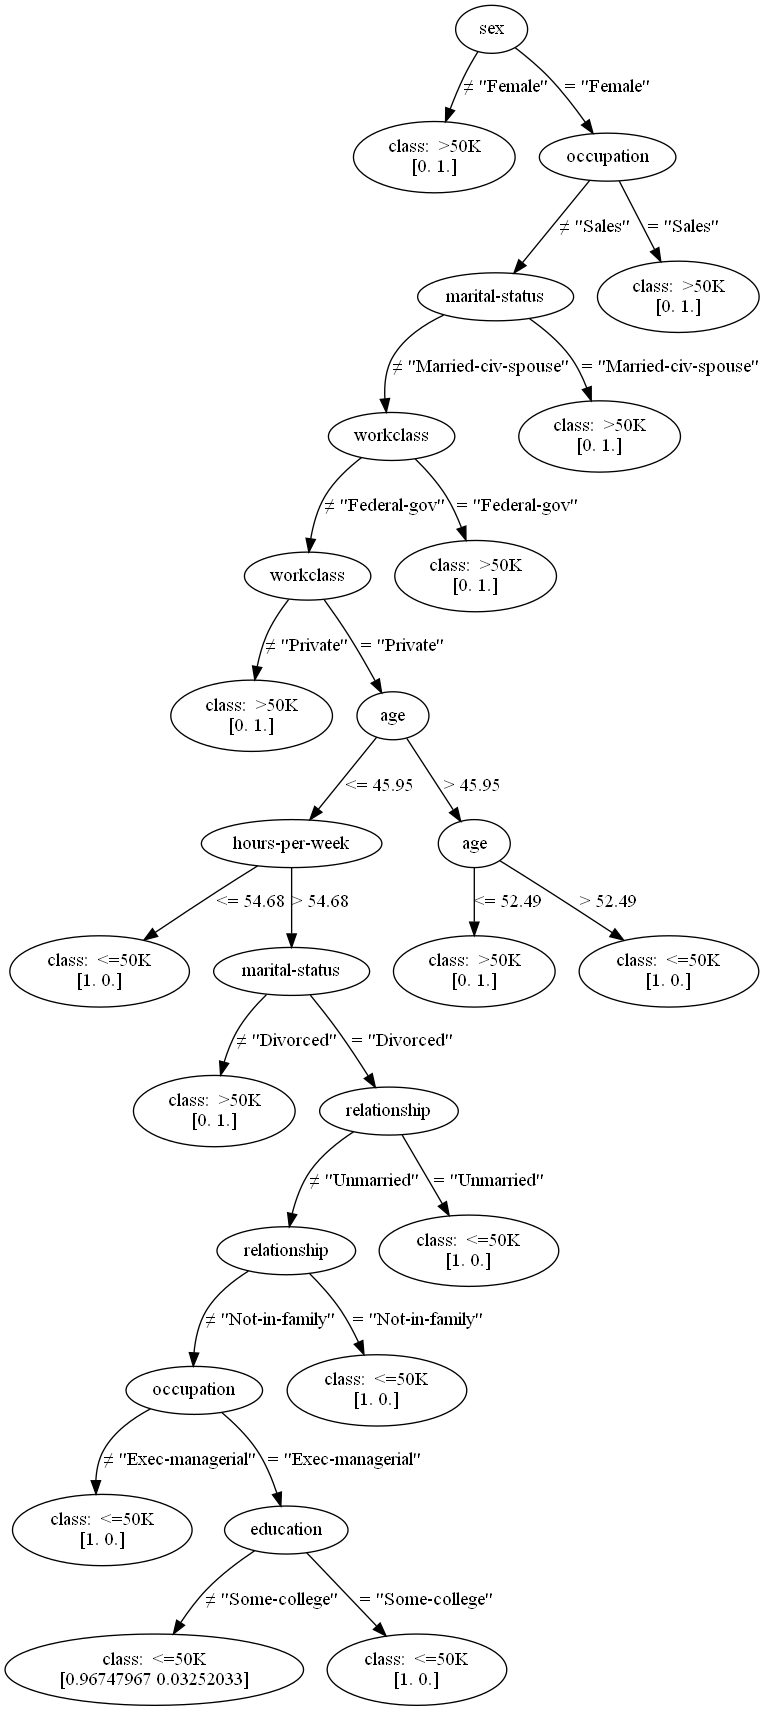 sex
≠ "Female"
= "Female"
class:  >50K
[0. 1.]
occupation
≠ "Sales"
= "Sales"
marital-status
class:  >50K
[0. 1.]
≠ "Married-civ-spouse"
= "Married-civ-spouse"
workclass
class:  >50K
[0. 1.]
≠ "Federal-gov"
= "Federal-gov"
workclass
class:  >50K
[0. 1.]
≠ "Private"
= "Private"
class:  >50K
[0. 1.]
age
<= 45.95
> 45.95
hours-per-week
age
<= 54.68
> 54.68
<= 52.49
> 52.49
class:  <=50K
[1. 0.]
marital-status
class:  >50K
[0. 1.]
class:  <=50K
[1. 0.]
≠ "Divorced"
= "Divorced"
class:  >50K
[0. 1.]
relationship
≠ "Unmarried"
= "Unmarried"
relationship
class:  <=50K
[1. 0.]
≠ "Not-in-family"
= "Not-in-family"
occupation
class:  <=50K
[1. 0.]
≠ "Exec-managerial"
= "Exec-managerial"
class:  <=50K
[1. 0.]
education
≠ "Some-college"
= "Some-college"
class:  <=50K
[0.96747967 0.03252033]
class:  <=50K
[1. 0.]